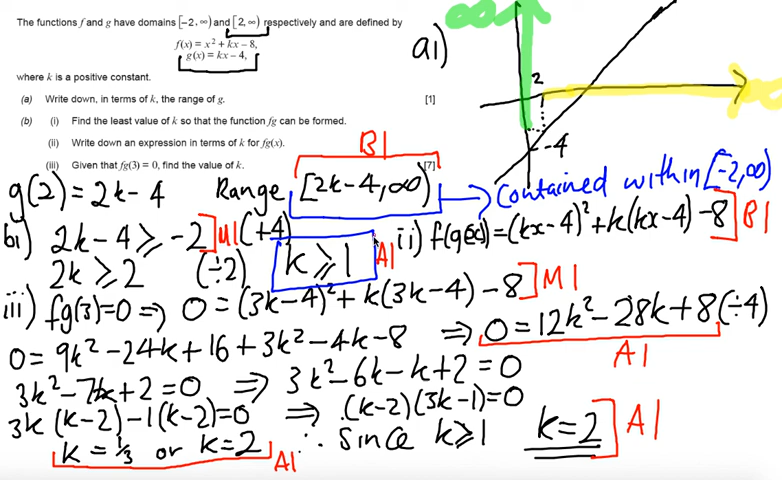 The functions f and g have domains [−2, ∞) and [2, ∞) respectively and are defined by
f(x) = x² + kx − 8,
g(x) = kx − 4,
where k is a positive constant.
(a) Write down, in terms of k, the range of g. [1]
(b) (i) Find the least value of k so that the function fg can be formed.
(ii) Write down an expression in terms of k for fg(x).
(iii) Given that fg(3) = 0, find the value of k. [7]
a1)
2
-4
∞
∞
B1
g(2) = 2k-4 Range [2k-4, ∞) → Contained within [-2, ∞)
bi) 2k-4 ⩾ -2 ] M1 (+4)
2k ⩾ 2 (÷2) k ⩾ 1 A1
ii) f(g(x)) = (kx-4)² + k(kx-4) - 8 ] B1
iii) fg(3)=0 ⇒ 0 = (3k-4)² + k(3k-4) - 8 ] M1
0 = 9k² - 24k + 16 + 3k² - 4k - 8 ⇒ 0 = 12k² - 28k + 8 (÷4)
A1
3k² - 7k + 2 = 0 ⇒ 3k² - 6k - k + 2 = 0
3k (k-2) - 1(k-2) = 0 ⇒ (k-2)(3k-1) = 0
k = 1/3 or k = 2 A1 ∴ Since k ⩾ 1 k = 2 ] A1